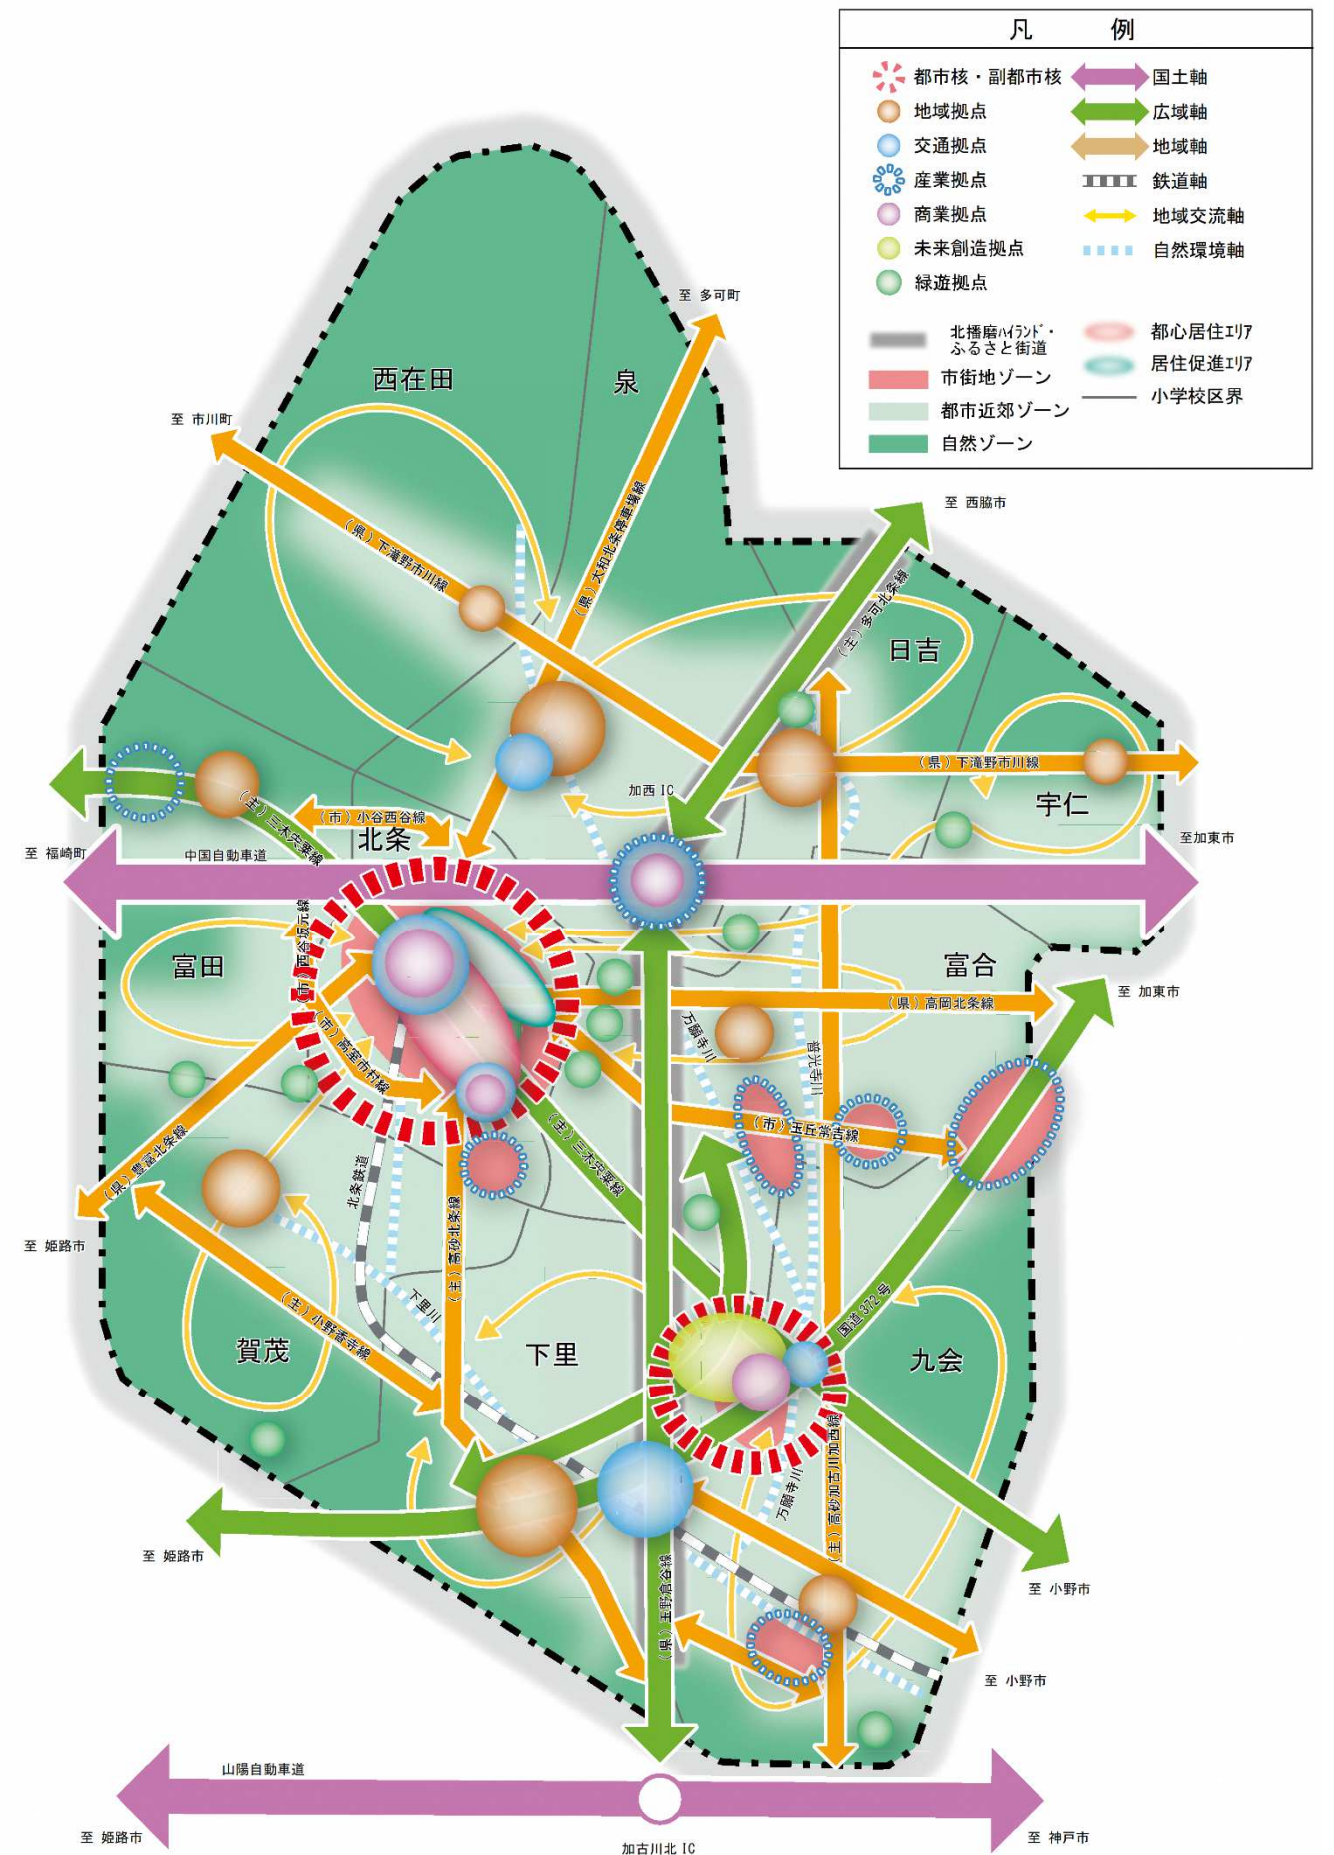 凡 例
都市核・副都市核
国土軸
地域拠点
広域軸
交通拠点
地域軸
産業拠点
鉄道軸
商業拠点
地域交流軸
未来創造拠点
自然環境軸
緑遊拠点
北播磨ハイランド・
ふるさと街道
都心居住エリア
市街地ゾーン
居住促進エリア
都市近郊ゾーン
小学校区界
自然ゾーン
至 多可町
西在田
泉
至 市川町
至 西脇市
(県)下滝野市川線
(県)大和北条停車場線
(主)多可北条線
日吉
(県)下滝野市川線
加西 IC
宇仁
(主)三木宍粟線
(市)小谷西谷線
北条
至 福崎町
中国自動車道
至加東市
(市)西谷坂元線
富田
富合
至 加東市
(県)高岡北条線
万願寺川
普光寺川
(市)高室市村線
(市)玉丘常吉線
(主)三木宍粟線
(県)豊富北条線
北条鉄道
至 姫路市
(主)高砂北条線
下里川
国道 372 号
(主)小野香寺線
賀茂
下里
九会
万願寺川
(主)高砂加古川加西線
至 姫路市
(県)玉野倉谷線
至 小野市
至 小野市
山陽自動車道
至 姫路市
加古川北 IC
至 神戸市